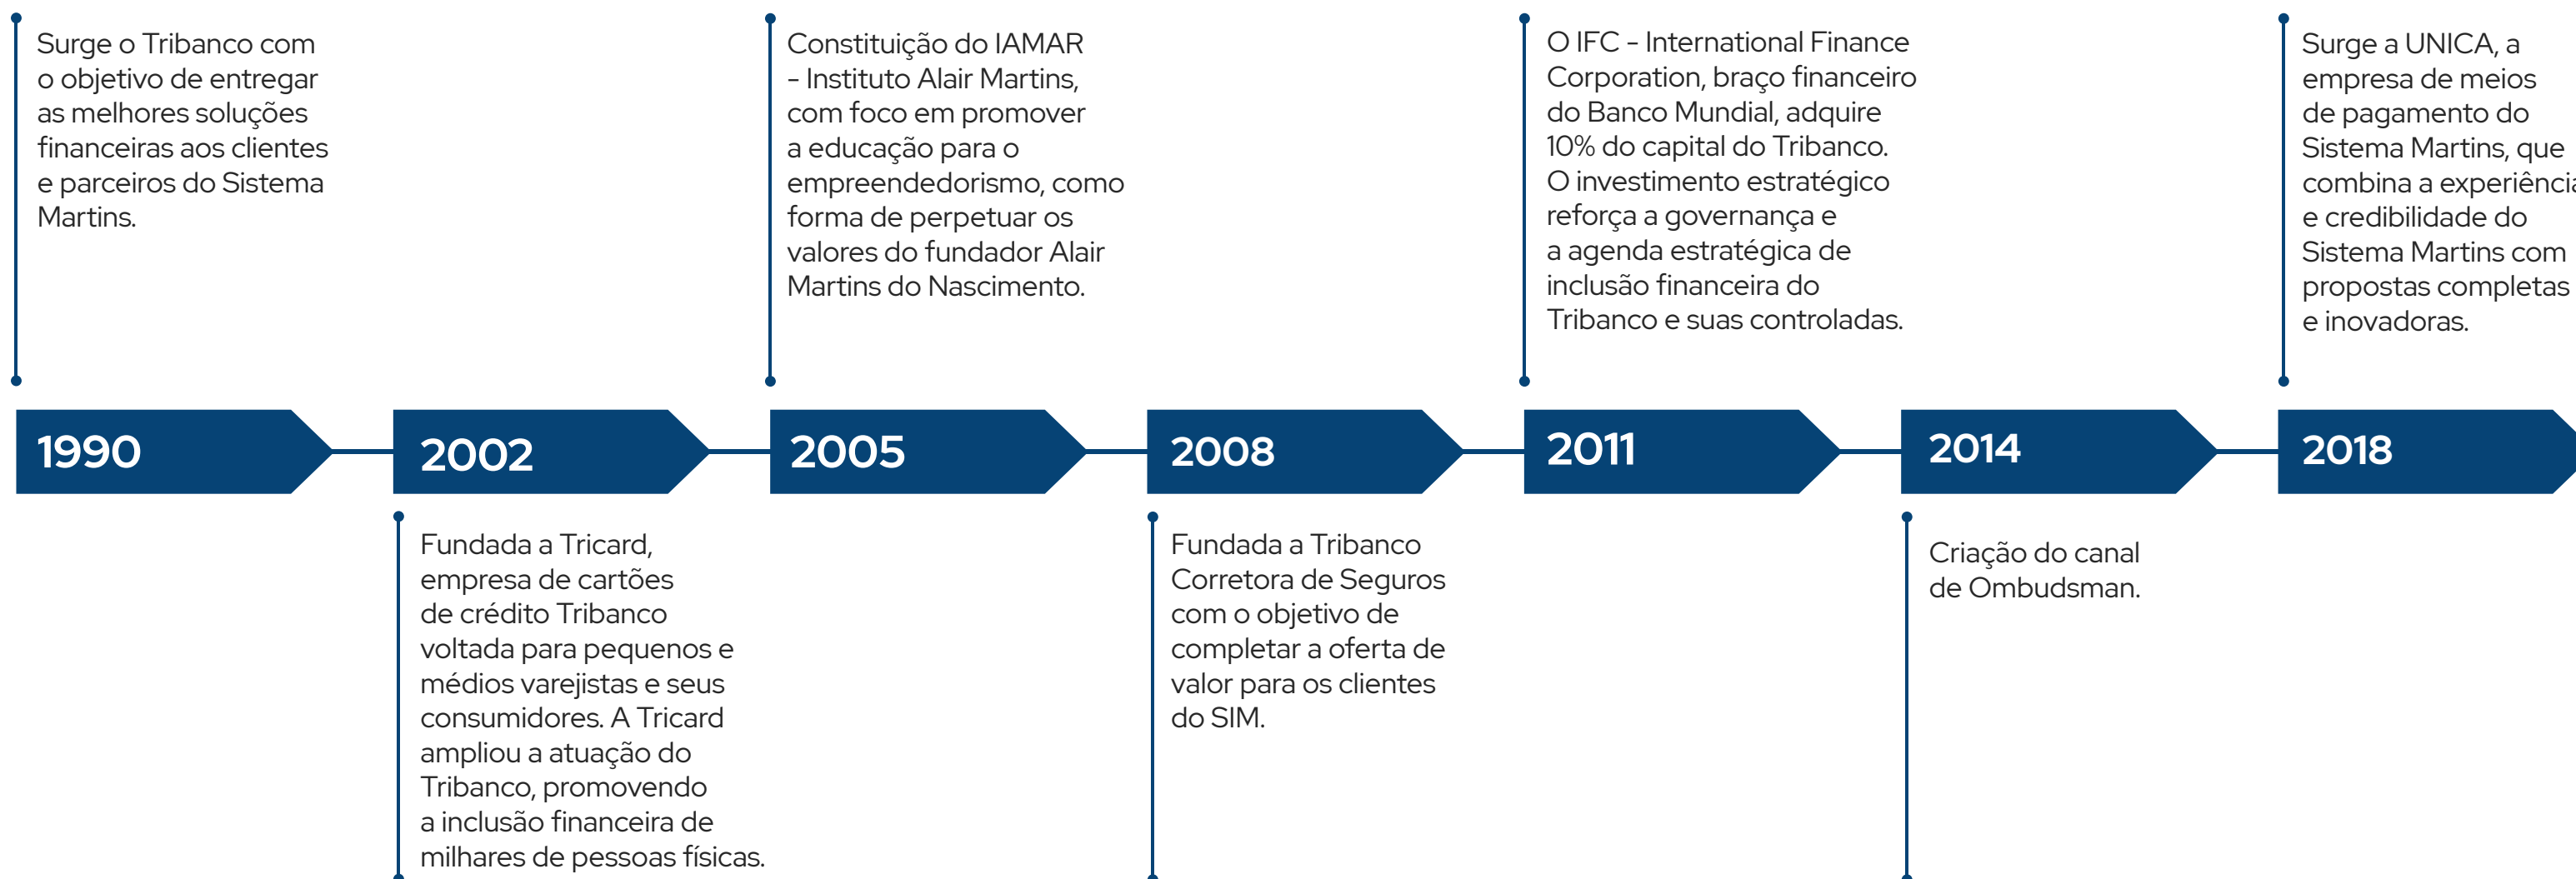 Surge o Tribanco com
o objetivo de entregar
as melhores soluções
financeiras aos clientes
e parceiros do Sistema
Martins.
Constituição do IAMAR
- Instituto Alair Martins,
com foco em promover
a educação para o
empreendedorismo, como
forma de perpetuar os
valores do fundador Alair
Martins do Nascimento.
O IFC - International Finance
Corporation, braço financeiro
do Banco Mundial, adquire
10% do capital do Tribanco.
O investimento estratégico
reforça a governança e
a agenda estratégica de
inclusão financeira do
Tribanco e suas controladas.
Surge a UNICA, a
empresa de meios
de pagamento do
Sistema Martins, que
combina a experiência
e credibilidade do
Sistema Martins com
propostas completas
e inovadoras.
1990
2002
2005
2008
2011
2014
2018
Fundada a Tricard,
empresa de cartões
de crédito Tribanco
voltada para pequenos e
médios varejistas e seus
consumidores. A Tricard
ampliou a atuação do
Tribanco, promovendo
a inclusão financeira de
milhares de pessoas físicas.
Fundada a Tribanco
Corretora de Seguros
com o objetivo de
completar a oferta de
valor para os clientes
do SIM.
Criação do canal
de Ombudsman.